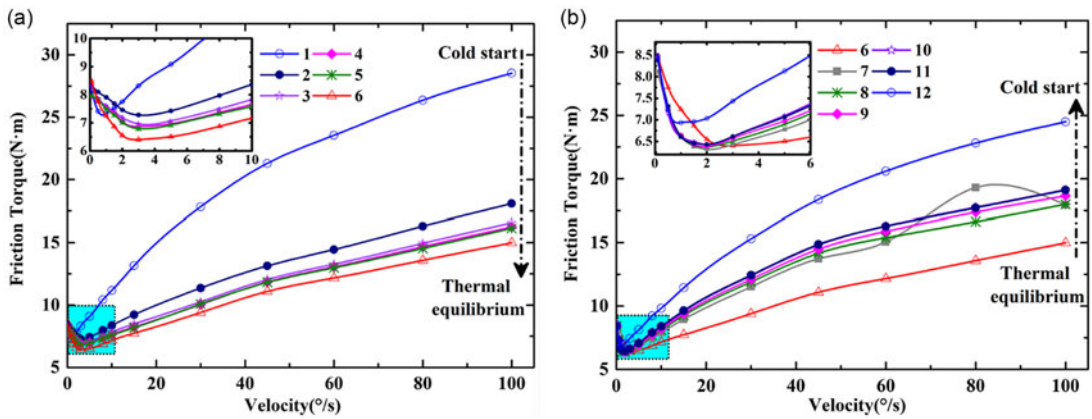 (a)
Friction Torque(N·m)
30
25
20
15
10
5
0 20 40 60 80 100
Velocity(°/s)
10
9
8
7
6
0 2 4 6 8 10
1 4
2 5
3 6
Cold start
Thermal
equilibrium
(b)
Friction Torque(N·m)
30
25
20
15
10
5
0 20 40 60 80 100
Velocity(°/s)
8.5
8.0
7.5
7.0
6.5
0 1 2 3 4 5 6
6 10
7 11
8 12
9
Cold start
Thermal
equilibrium